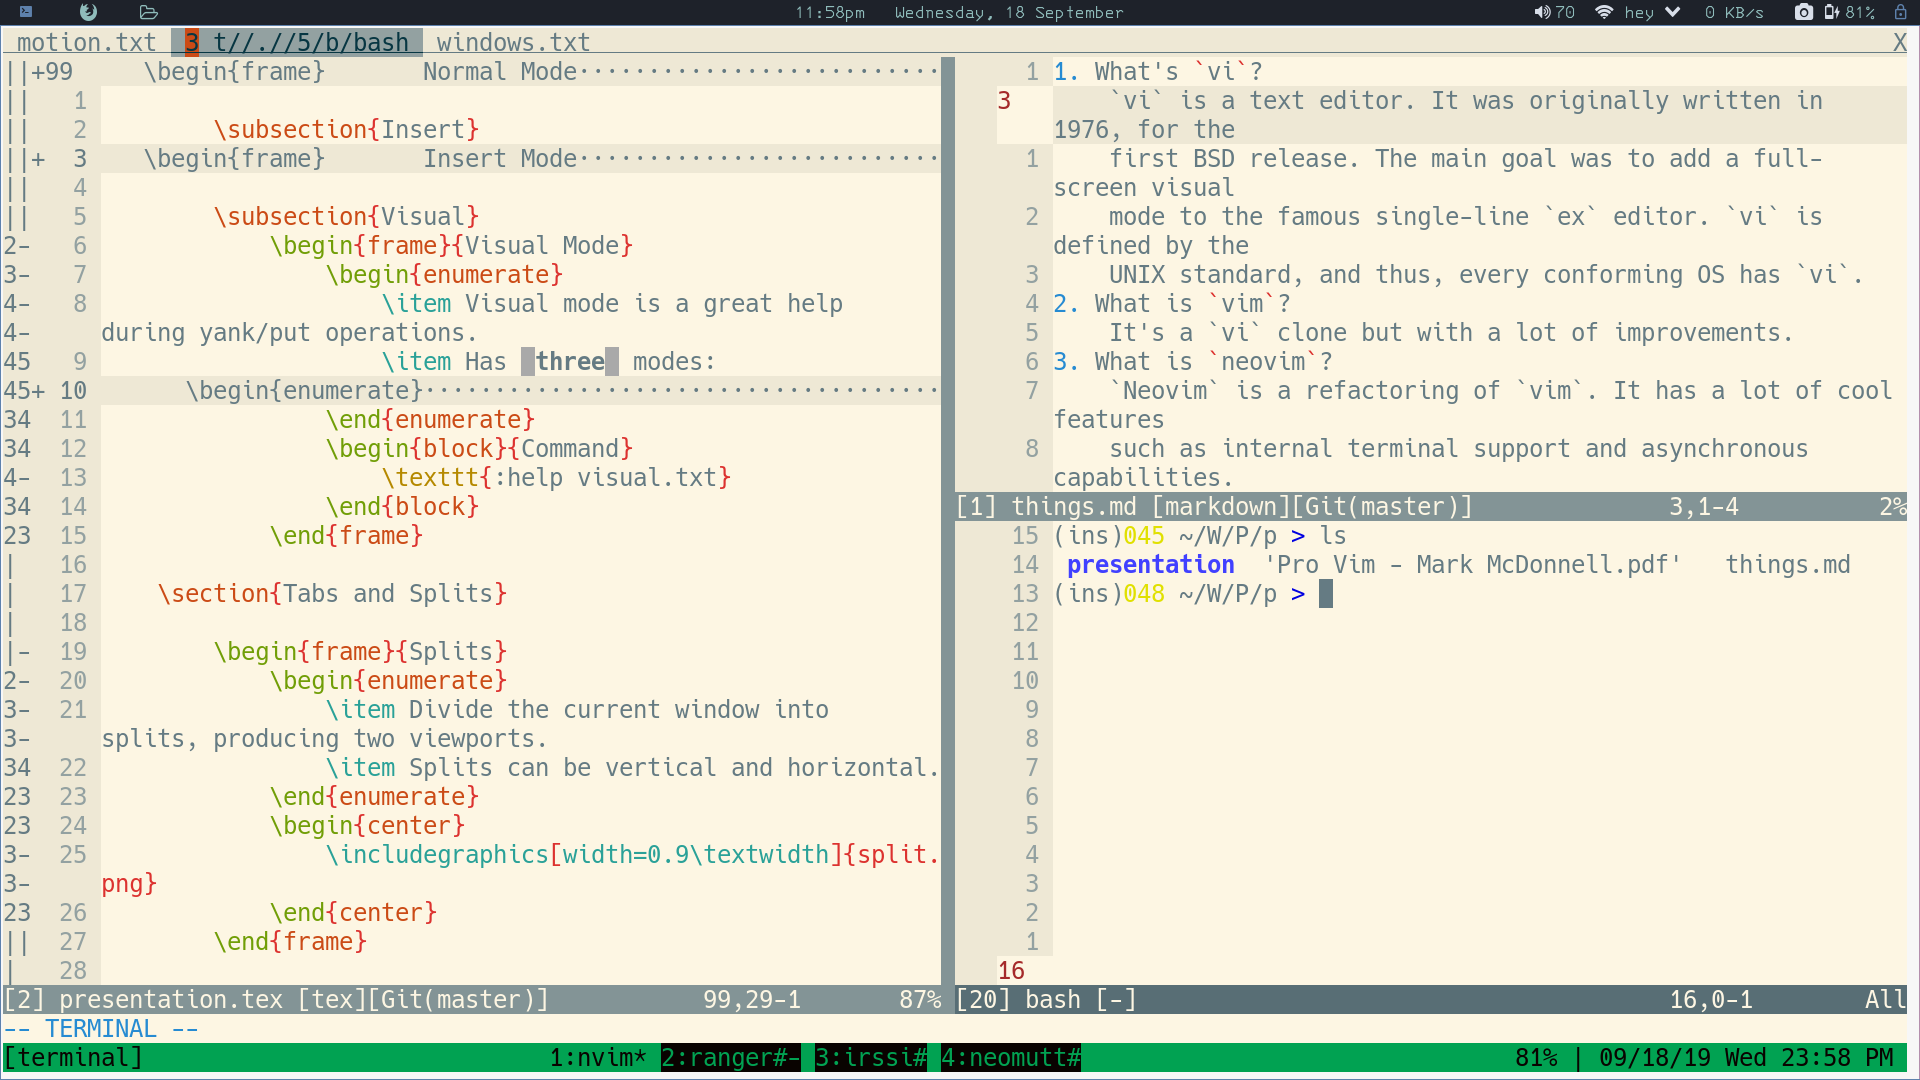 11:58pm Wednesday, 18 September 70 hey 0 KB/s 81%
motion.txt 3 t//.//5/b/bash windows.txt X
||+99 \begin{frame} Normal Mode··························
|| 1
|| 2 \subsection{Insert}
||+ 3 \begin{frame} Insert Mode··························
|| 4
|| 5 \subsection{Visual}
2- 6 \begin{frame}{Visual Mode}
3- 7 \begin{enumerate}
4- 8 \item Visual mode is a great help
4- during yank/put operations.
45 9 \item Has three modes:
45+ 10 \begin{enumerate}·····································
34 11 \end{enumerate}
34 12 \begin{block}{Command}
4- 13 \texttt{:help visual.txt}
34 14 \end{block}
23 15 \end{frame}
| 16
| 17 \section{Tabs and Splits}
| 18
|- 19 \begin{frame}{Splits}
2- 20 \begin{enumerate}
3- 21 \item Divide the current window into
3- splits, producing two viewports.
34 22 \item Splits can be vertical and horizontal.
23 23 \end{enumerate}
23 24 \begin{center}
3- 25 \includegraphics[width=0.9\textwidth]{split.
3- png}
23 26 \end{center}
|| 27 \end{frame}
| 28
[2] presentation.tex [tex][Git(master)] 99,29-1 87%
1 1. What's `vi`?
3 `vi` is a text editor. It was originally written in
1976, for the
1 first BSD release. The main goal was to add a full-
screen visual
2 mode to the famous single-line `ex` editor. `vi` is
defined by the
3 UNIX standard, and thus, every conforming OS has `vi`.
4 2. What is `vim`?
5 It's a `vi` clone but with a lot of improvements.
6 3. What is `neovim`?
7 `Neovim` is a refactoring of `vim`. It has a lot of cool
features
8 such as internal terminal support and asynchronous
capabilities.
[1] things.md [markdown][Git(master)] 3,1-4 2%
15 (ins)045 ~/W/P/p > ls
14 presentation 'Pro Vim - Mark McDonnell.pdf' things.md
13 (ins)048 ~/W/P/p >
12
11
10
9
8
7
6
5
4
3
2
1
16
[20] bash [-] 16,0-1 All
-- TERMINAL --
[terminal] 1:nvim* 2:ranger#- 3:irssi# 4:neomutt# 81% | 09/18/19 Wed 23:58 PM